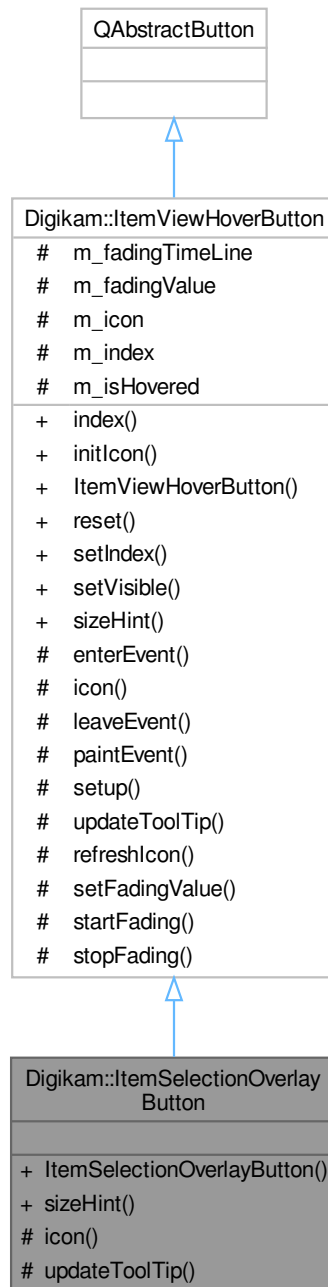 QAbstractButton
Digikam::ItemViewHoverButton
# m_fadingTimeLine
# m_fadingValue
# m_icon
# m_index
# m_isHovered
+ index()
+ initIcon()
+ ItemViewHoverButton()
+ reset()
+ setIndex()
+ setVisible()
+ sizeHint()
# enterEvent()
# icon()
# leaveEvent()
# paintEvent()
# setup()
# updateToolTip()
# refreshIcon()
# setFadingValue()
# startFading()
# stopFading()
Digikam::ItemSelectionOverlay
Button
+ ItemSelectionOverlayButton()
+ sizeHint()
# icon()
# updateToolTip()